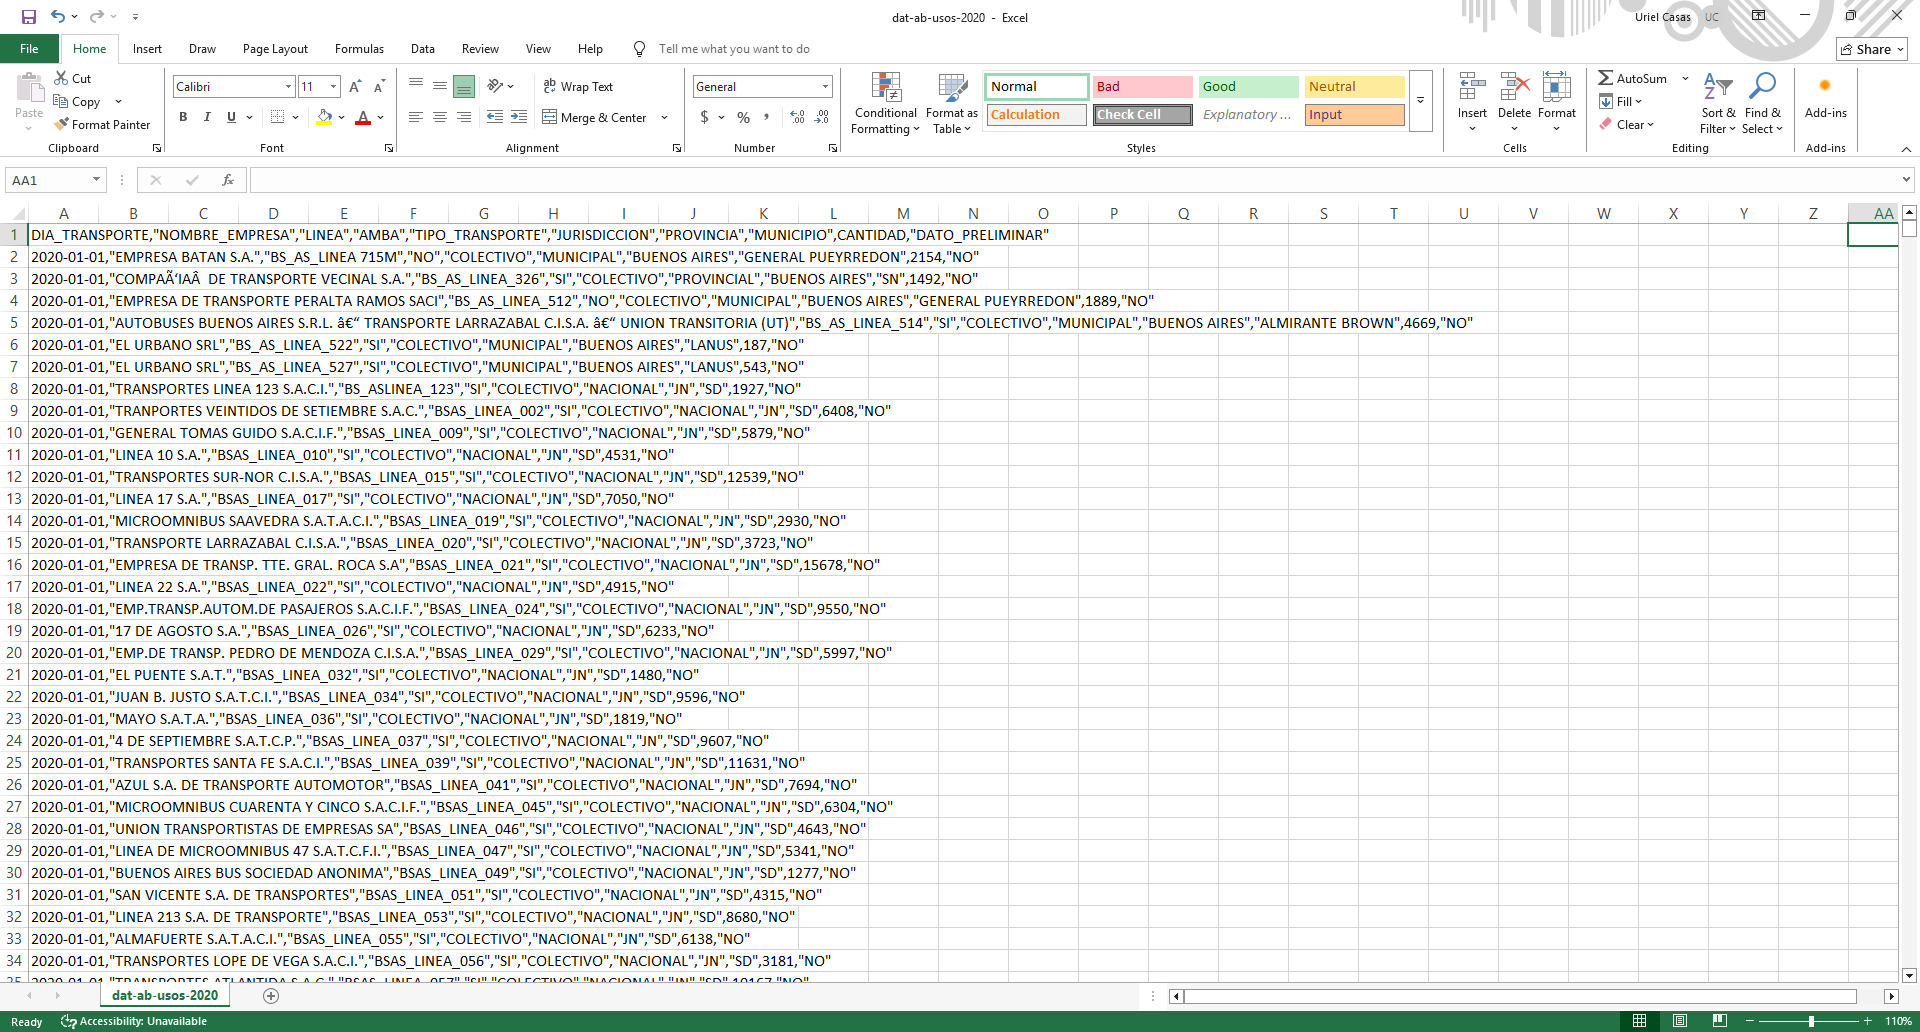 dat-ab-usos-2020 - Excel
Uriel Casas UC
File Home Insert Draw Page Layout Formulas Data Review View Help Tell me what you want to do Share
Paste Cut Copy Format Painter
Calibri 11
Wrap Text
Merge & Center
General
Conditional Formatting
Format as Table
Normal Bad Good Neutral
Calculation Check Cell Explanatory ... Input
Insert Delete Format
AutoSum
Fill
Clear
Sort & Filter
Find & Select
Add-ins
Clipboard Font Alignment Number Styles Cells Editing Add-ins
AA1
A B C D E F G H I J K L M N O P Q R S T U V W X Y Z AA
1 DIA_TRANSPORTE,"NOMBRE_EMPRESA","LINEA","AMBA","TIPO_TRANSPORTE","JURISDICCION","PROVINCIA","MUNICIPIO",CANTIDAD,"DATO_PRELIMINAR"
2 2020-01-01,"EMPRESA BATAN S.A.","BS_AS_LINEA 715M","NO","COLECTIVO","MUNICIPAL","BUENOS AIRES","GENERAL PUEYRREDON",2154,"NO"
3 2020-01-01,"COMPAÃ‘IAÂ  DE TRANSPORTE VECINAL S.A.","BS_AS_LINEA_326","SI","COLECTIVO","PROVINCIAL","BUENOS AIRES","SN",1492,"NO"
4 2020-01-01,"EMPRESA DE TRANSPORTE PERALTA RAMOS SACI","BS_AS_LINEA_512","NO","COLECTIVO","MUNICIPAL","BUENOS AIRES","GENERAL PUEYRREDON",1889,"NO"
5 2020-01-01,"AUTOBUSES BUENOS AIRES S.R.L. â€“ TRANSPORTE LARRAZABAL C.I.S.A. â€“ UNION TRANSITORIA (UT)","BS_AS_LINEA_514","SI","COLECTIVO","MUNICIPAL","BUENOS AIRES","ALMIRANTE BROWN",4669,"NO"
6 2020-01-01,"EL URBANO SRL","BS_AS_LINEA_522","SI","COLECTIVO","MUNICIPAL","BUENOS AIRES","LANUS",187,"NO"
7 2020-01-01,"EL URBANO SRL","BS_AS_LINEA_527","SI","COLECTIVO","MUNICIPAL","BUENOS AIRES","LANUS",543,"NO"
8 2020-01-01,"TRANSPORTES LINEA 123 S.A.C.I.","BS_ASLINEA_123","SI","COLECTIVO","NACIONAL","JN","SD",1927,"NO"
9 2020-01-01,"TRANPORTES VEINTIDOS DE SETIEMBRE S.A.C.","BSAS_LINEA_002","SI","COLECTIVO","NACIONAL","JN","SD",6408,"NO"
10 2020-01-01,"GENERAL TOMAS GUIDO S.A.C.I.F.","BSAS_LINEA_009","SI","COLECTIVO","NACIONAL","JN","SD",5879,"NO"
11 2020-01-01,"LINEA 10 S.A.","BSAS_LINEA_010","SI","COLECTIVO","NACIONAL","JN","SD",4531,"NO"
12 2020-01-01,"TRANSPORTES SUR-NOR C.I.S.A.","BSAS_LINEA_015","SI","COLECTIVO","NACIONAL","JN","SD",12539,"NO"
13 2020-01-01,"LINEA 17 S.A.","BSAS_LINEA_017","SI","COLECTIVO","NACIONAL","JN","SD",7050,"NO"
14 2020-01-01,"MICROOMNIBUS SAAVEDRA S.A.T.A.C.I.","BSAS_LINEA_019","SI","COLECTIVO","NACIONAL","JN","SD",2930,"NO"
15 2020-01-01,"TRANSPORTE LARRAZABAL C.I.S.A.","BSAS_LINEA_020","SI","COLECTIVO","NACIONAL","JN","SD",3723,"NO"
16 2020-01-01,"EMPRESA DE TRANSP. TTE. GRAL. ROCA S.A","BSAS_LINEA_021","SI","COLECTIVO","NACIONAL","JN","SD",15678,"NO"
17 2020-01-01,"LINEA 22 S.A.","BSAS_LINEA_022","SI","COLECTIVO","NACIONAL","JN","SD",4915,"NO"
18 2020-01-01,"EMP.TRANSP.AUTOM.DE PASAJEROS S.A.C.I.F.","BSAS_LINEA_024","SI","COLECTIVO","NACIONAL","JN","SD",9550,"NO"
19 2020-01-01,"17 DE AGOSTO S.A.","BSAS_LINEA_026","SI","COLECTIVO","NACIONAL","JN","SD",6233,"NO"
20 2020-01-01,"EMP.DE TRANSP. PEDRO DE MENDOZA C.I.S.A.","BSAS_LINEA_029","SI","COLECTIVO","NACIONAL","JN","SD",5997,"NO"
21 2020-01-01,"EL PUENTE S.A.T.","BSAS_LINEA_032","SI","COLECTIVO","NACIONAL","JN","SD",1480,"NO"
22 2020-01-01,"JUAN B. JUSTO S.A.T.C.I.","BSAS_LINEA_034","SI","COLECTIVO","NACIONAL","JN","SD",9596,"NO"
23 2020-01-01,"MAYO S.A.T.A.","BSAS_LINEA_036","SI","COLECTIVO","NACIONAL","JN","SD",1819,"NO"
24 2020-01-01,"4 DE SEPTIEMBRE S.A.T.C.P.","BSAS_LINEA_037","SI","COLECTIVO","NACIONAL","JN","SD",9607,"NO"
25 2020-01-01,"TRANSPORTES SANTA FE S.A.C.I.","BSAS_LINEA_039","SI","COLECTIVO","NACIONAL","JN","SD",11631,"NO"
26 2020-01-01,"AZUL S.A. DE TRANSPORTE AUTOMOTOR","BSAS_LINEA_041","SI","COLECTIVO","NACIONAL","JN","SD",7694,"NO"
27 2020-01-01,"MICROOMNIBUS CUARENTA Y CINCO S.A.C.I.F.","BSAS_LINEA_045","SI","COLECTIVO","NACIONAL","JN","SD",6304,"NO"
28 2020-01-01,"UNION TRANSPORTISTAS DE EMPRESAS SA","BSAS_LINEA_046","SI","COLECTIVO","NACIONAL","JN","SD",4643,"NO"
29 2020-01-01,"LINEA DE MICROOMNIBUS 47 S.A.T.C.F.I.","BSAS_LINEA_047","SI","COLECTIVO","NACIONAL","JN","SD",5341,"NO"
30 2020-01-01,"BUENOS AIRES BUS SOCIEDAD ANONIMA","BSAS_LINEA_049","SI","COLECTIVO","NACIONAL","JN","SD",1277,"NO"
31 2020-01-01,"SAN VICENTE S.A. DE TRANSPORTES","BSAS_LINEA_051","SI","COLECTIVO","NACIONAL","JN","SD",4315,"NO"
32 2020-01-01,"LINEA 213 S.A. DE TRANSPORTE","BSAS_LINEA_053","SI","COLECTIVO","NACIONAL","JN","SD",8680,"NO"
33 2020-01-01,"ALMAFUERTE S.A.T.A.C.I.","BSAS_LINEA_055","SI","COLECTIVO","NACIONAL","JN","SD",6138,"NO"
34 2020-01-01,"TRANSPORTES LOPE DE VEGA S.A.C.I.","BSAS_LINEA_056","SI","COLECTIVO","NACIONAL","JN","SD",3181,"NO"
35 2020-01-01,"TRANSPORTES ATLANTIDA S.A.C.","BSAS_LINEA_057","SI","COLECTIVO","NACIONAL","JN","SD",10167,"NO"
dat-ab-usos-2020
Ready Accessibility: Unavailable 110%